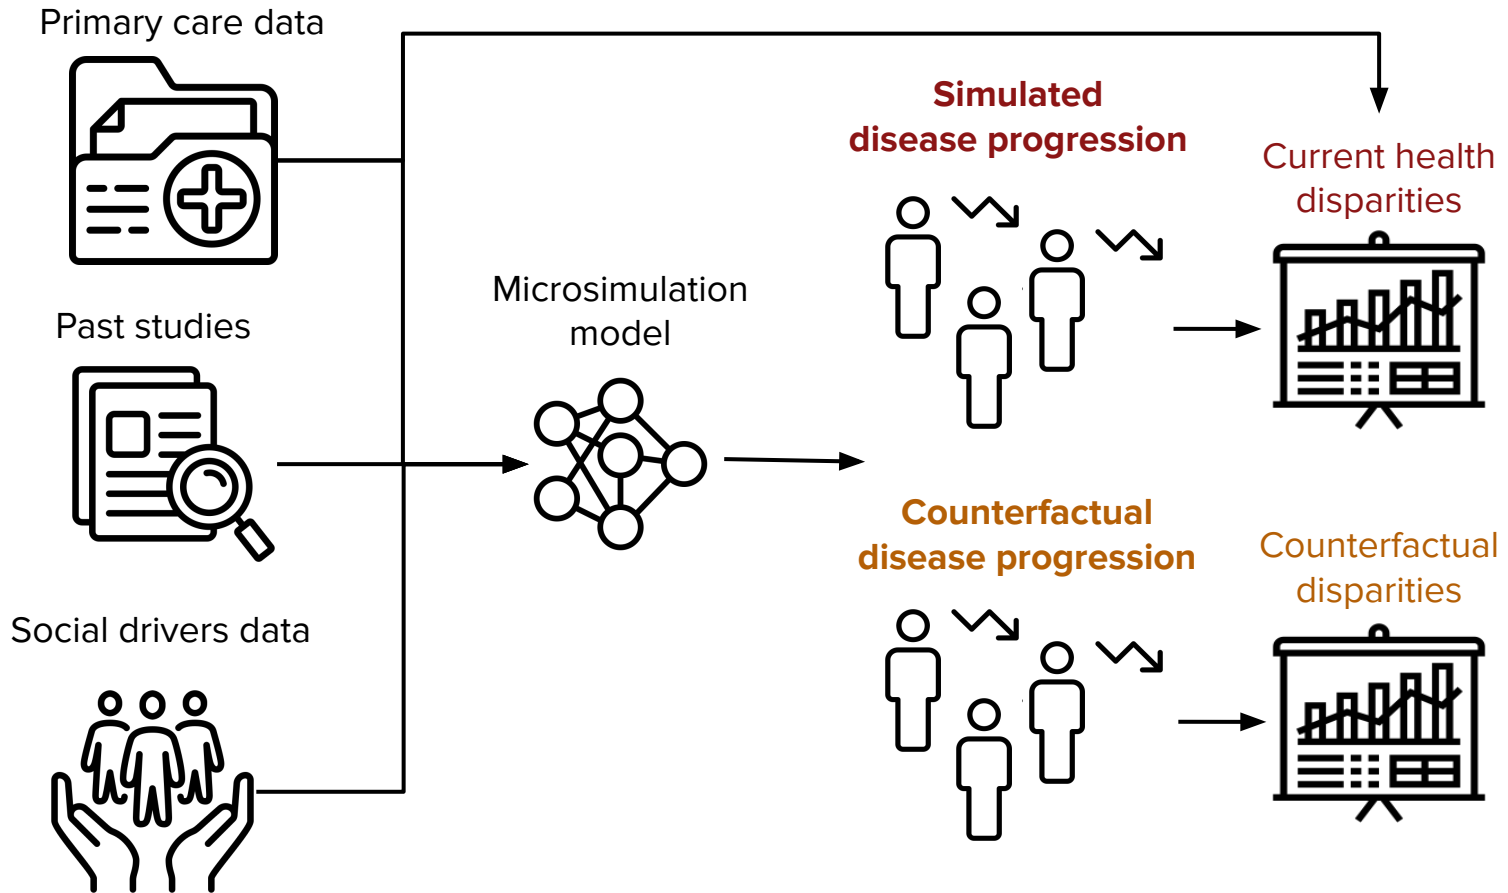 Primary care data
Past studies
Social drivers data
Microsimulation
model
Simulated
disease progression
Current health
disparities
Counterfactual
disease progression
Counterfactual
disparities